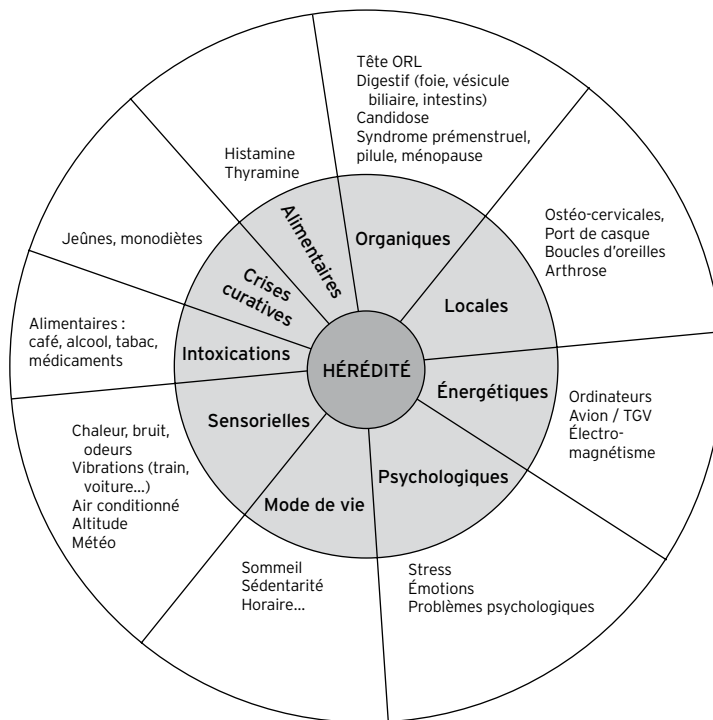 Tête ORL
Digestif (foie, vésicule
biliaire, intestins)
Candidose
Syndrome prémenstruel,
pilule, ménopause
Organiques
Ostéo-cervicales,
Port de casque
Boucles d'oreilles
Arthrose
Locales
Ordinateurs
Avion / TGV
Électro-
magnétisme
Énergétiques
Stress
Émotions
Problèmes psychologiques
Psychologiques
Sommeil
Sédentarité
Horaire...
Mode de vie
Chaleur, bruit,
odeurs
Vibrations (train,
voiture...)
Air conditionné
Altitude
Météo
Sensorielles
Alimentaires :
café, alcool, tabac,
médicaments
Intoxications
Jeûnes, monodiètes
Crises
curatives
Histamine
Thyramine
Alimentaires
HÉRÉDITÉ